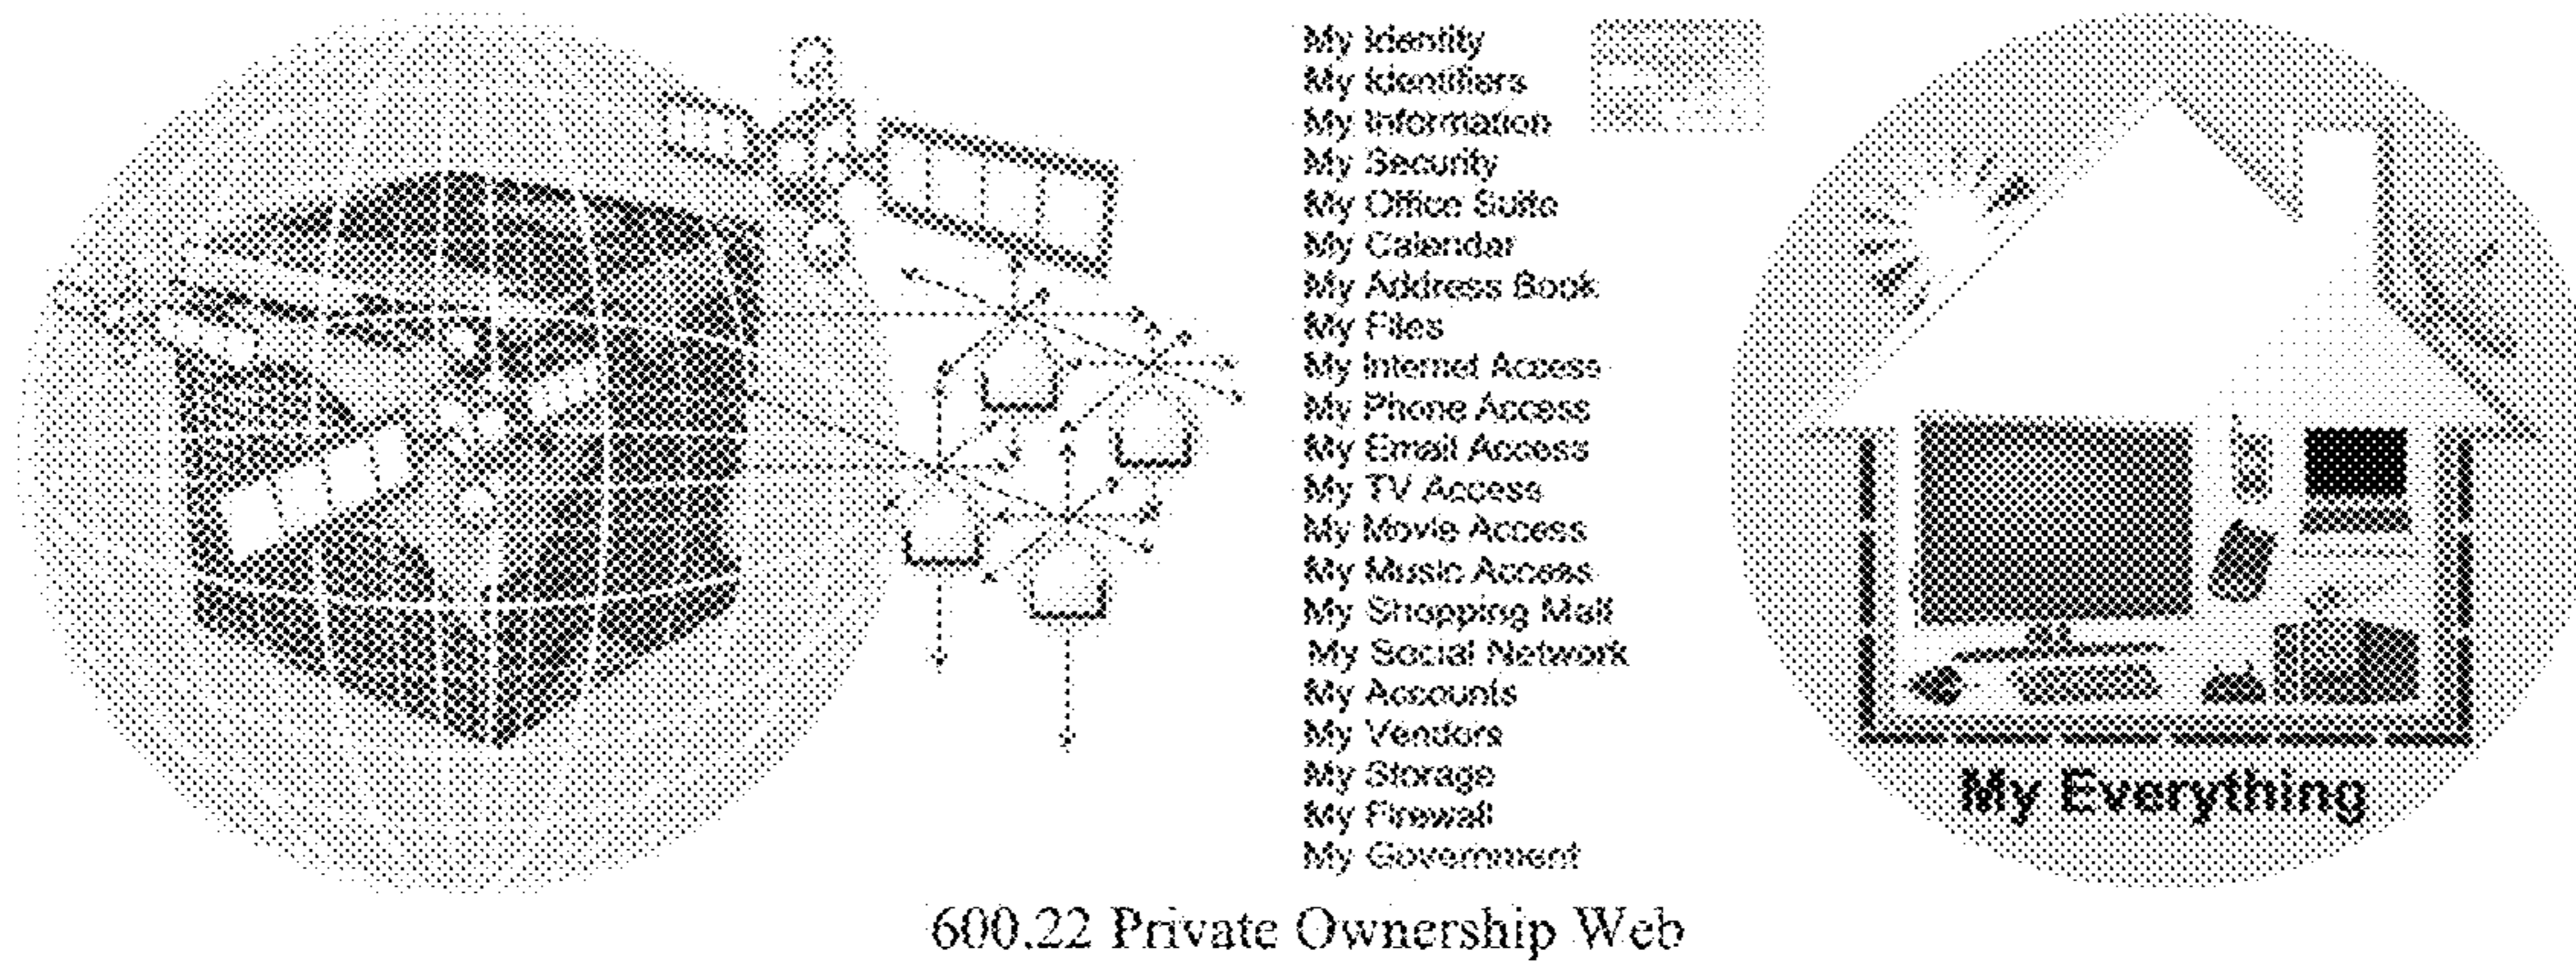 My Identity
My Identifiers
My Information
My Security
My Office Suite
My Calendar
My Address Book
My Files
My Internet Access
My Phone Access
My Email Access
My TV Access
My Movie Access
My Music Access
My Shopping Mall
My Social Network
My Accounts
My Vendors
My Storage
My Firewall
My Government
My Everything
600.22 Private Ownership Web